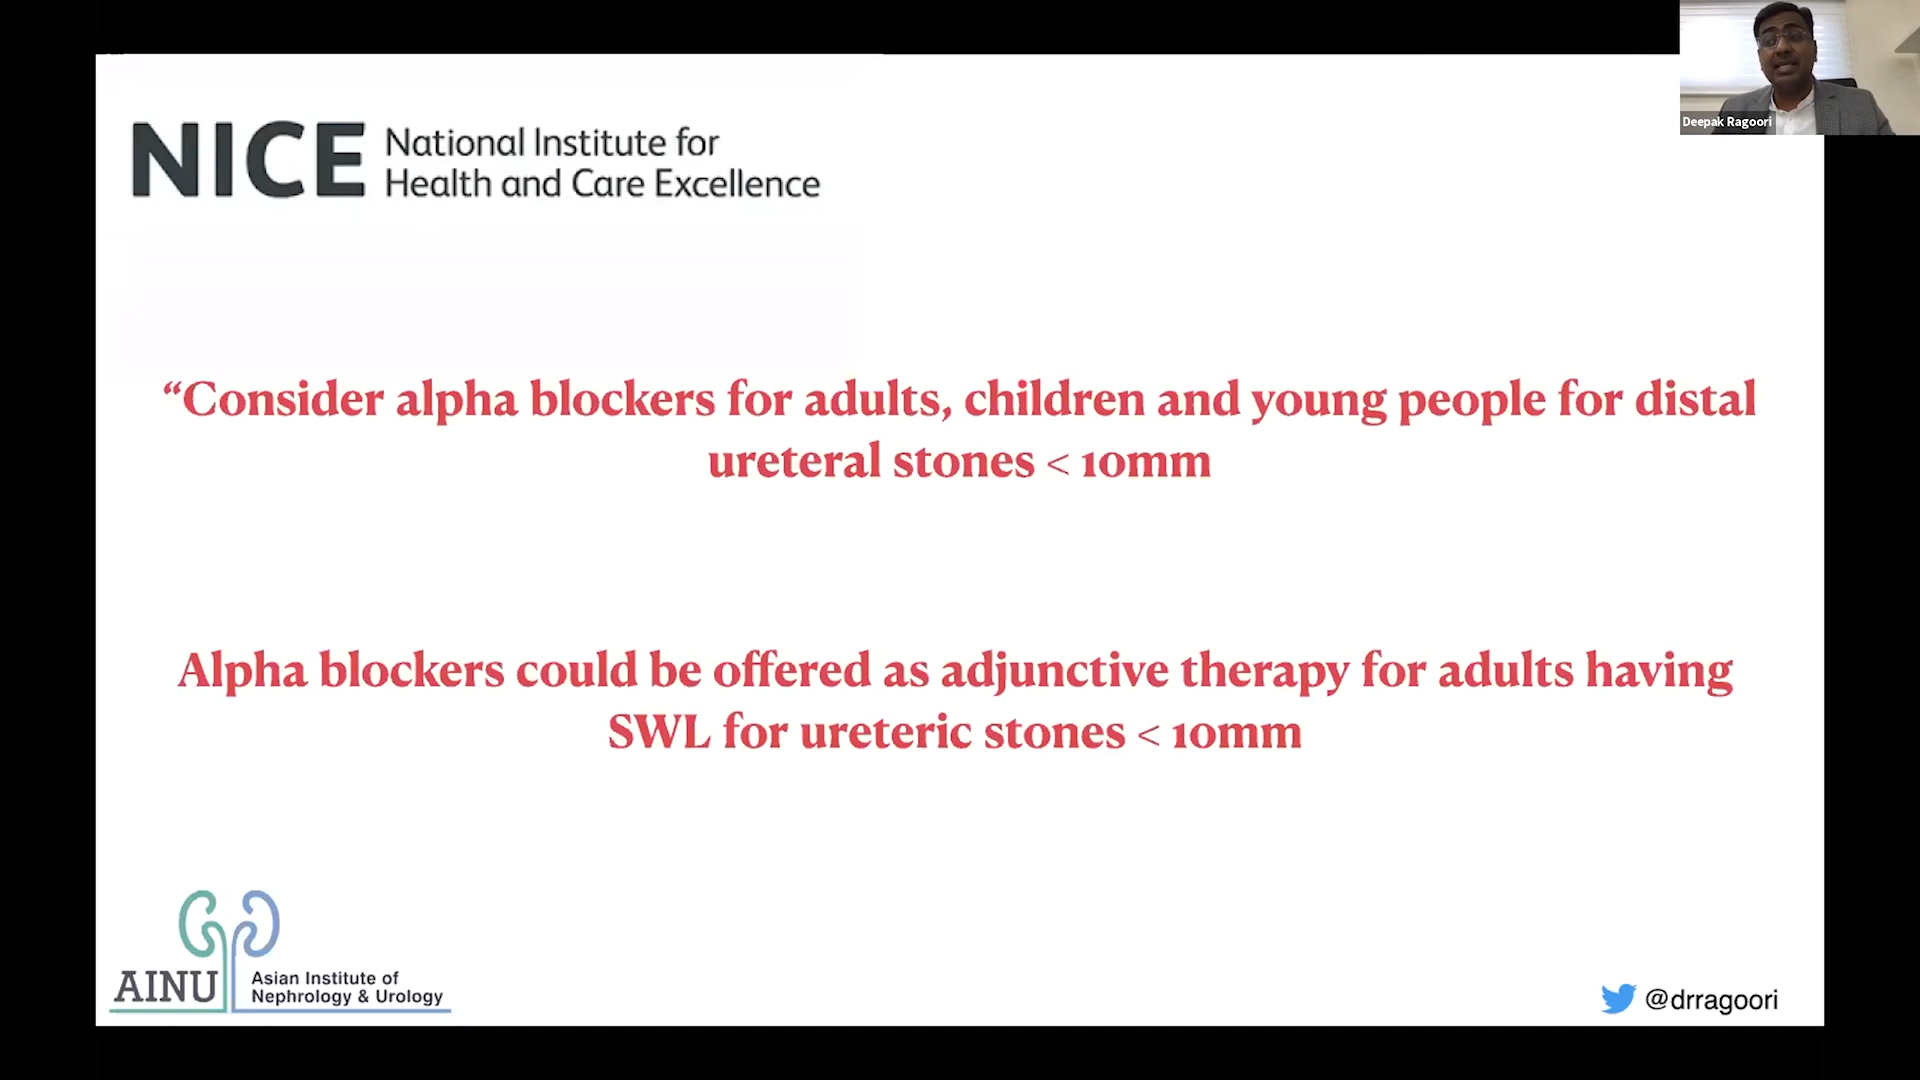 NICE National Institute for
Health and Care Excellence
Deepak Ragoori
“Consider alpha blockers for adults, children and young people for distal
ureteral stones < 10mm
Alpha blockers could be offered as adjunctive therapy for adults having
SWL for ureteric stones < 10mm
AINU
Asian Institute of
Nephrology & Urology
@drragoori